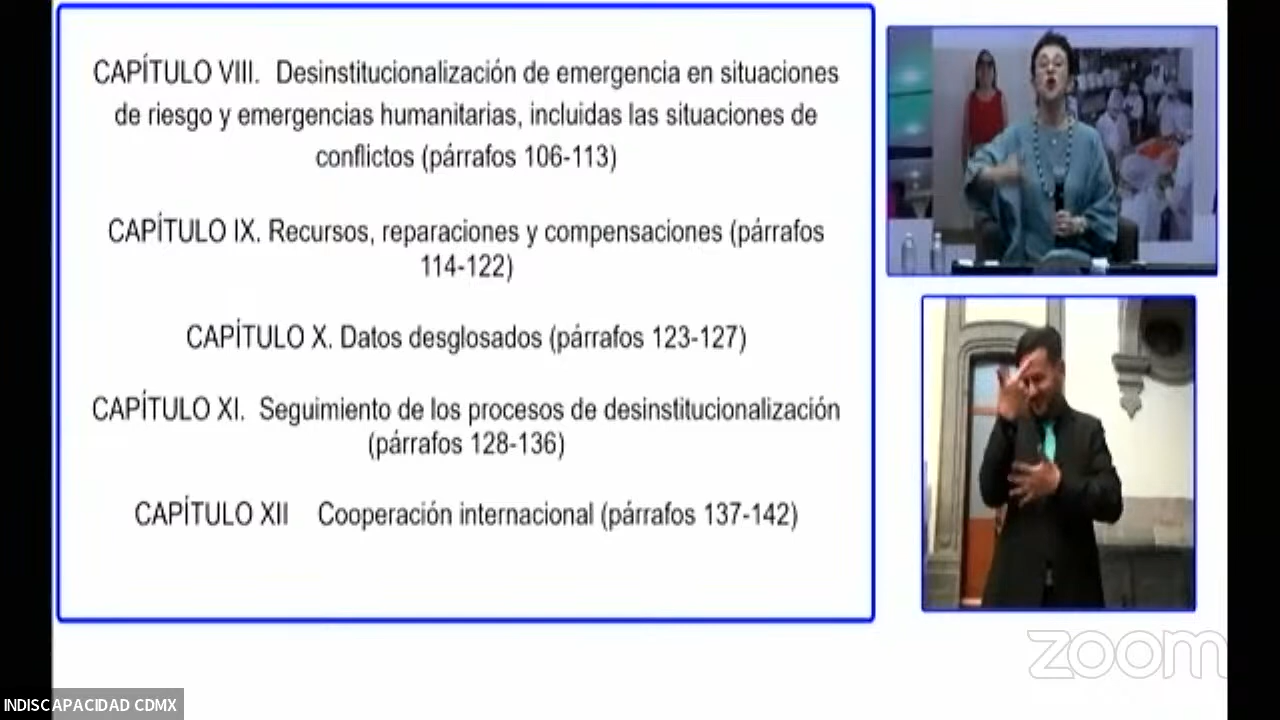 CAPÍTULO VIII. Desinstitucionalización de emergencia en situaciones
de riesgo y emergencias humanitarias, incluidas las situaciones de
conflictos (párrafos 106-113)
CAPÍTULO IX. Recursos, reparaciones y compensaciones (párrafos
114-122)
CAPÍTULO X. Datos desglosados (párrafos 123-127)
CAPÍTULO XI. Seguimiento de los procesos de desinstitucionalización
(párrafos 128-136)
CAPÍTULO XII Cooperación internacional (párrafos 137-142)
zoom
INDISCAPACIDAD CDMX